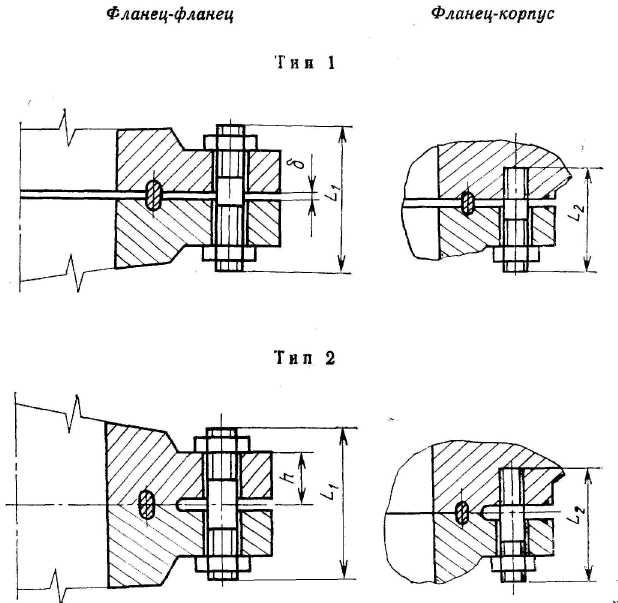 Фланец-фланец
Фланец-корпус
Тип 1
δ
L₁
L₂
Тип 2
h
L₁
L₂